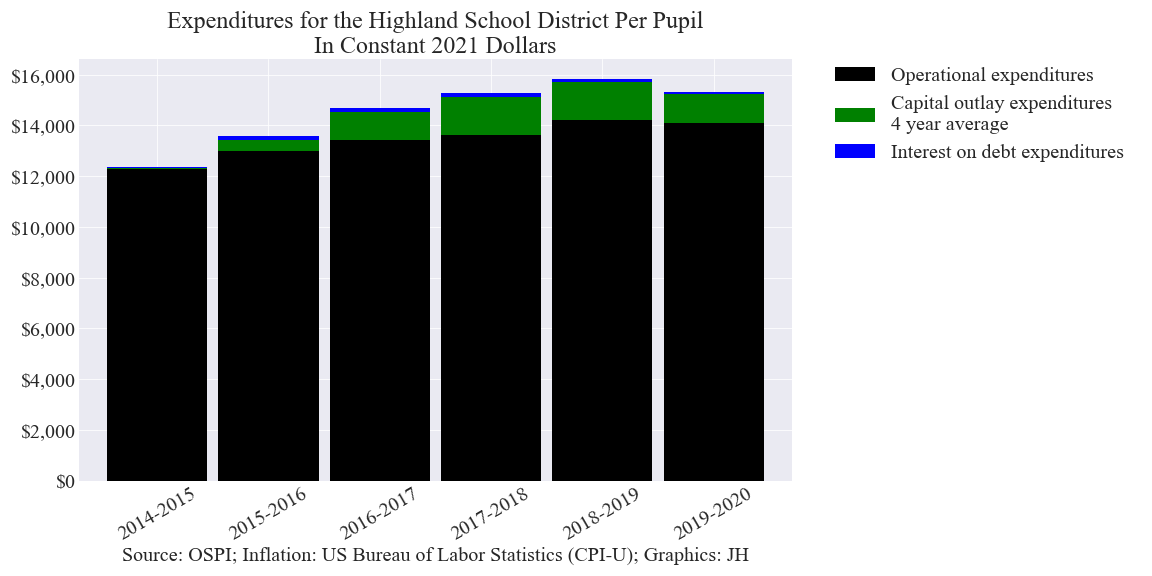 Expenditures for the Highland School District Per Pupil
In Constant 2021 Dollars
$16,000
$14,000
$12,000
$10,000
$8,000
$6,000
$4,000
$2,000
$0
2014-2015
2015-2016
2016-2017
2017-2018
2018-2019
2019-2020
Source: OSPI; Inflation: US Bureau of Labor Statistics (CPI-U); Graphics: JH
Operational expenditures
Capital outlay expenditures
4 year average
Interest on debt expenditures